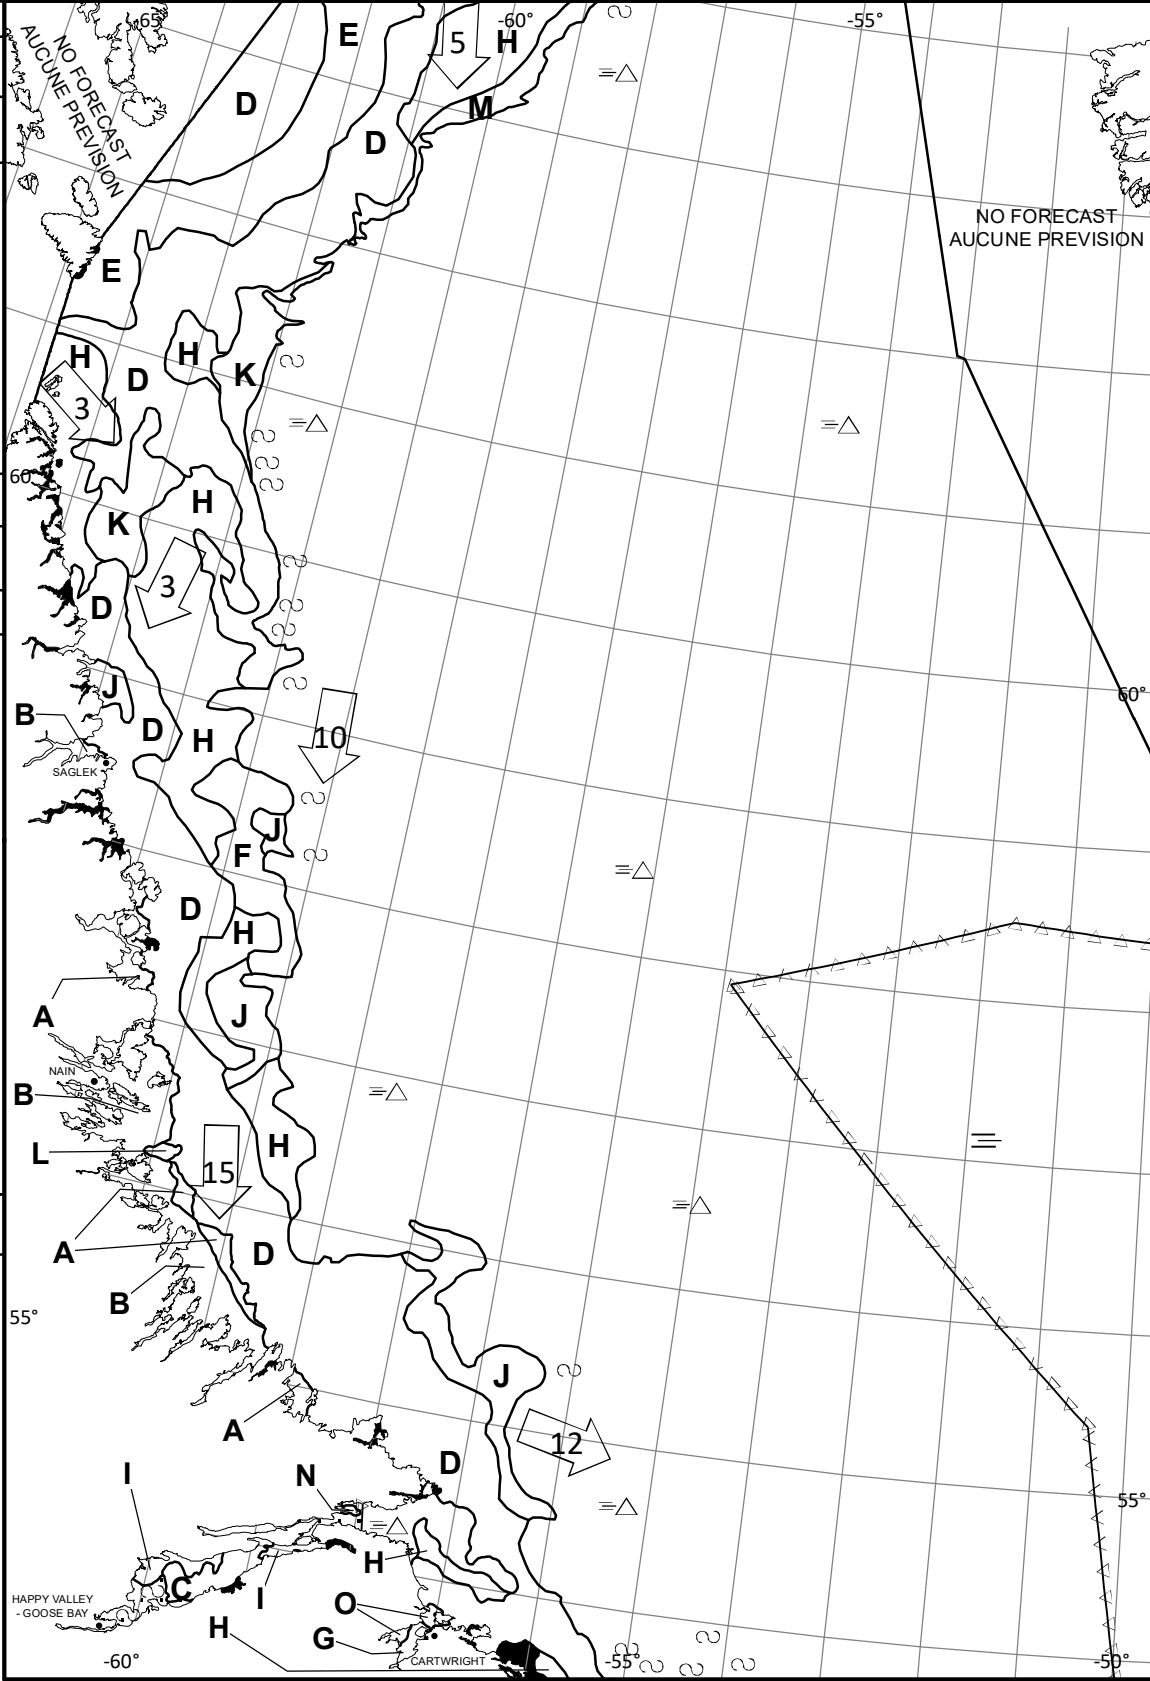 65°
-60°
-55°
E
5
H
NO FORECAST
AUCUNE PREVISION
D
M
D
NO FORECAST
AUCUNE PREVISION
E
H
H
D
K
3
60°
H
K
3
D
60°
J
B
D
H
10
SAGLEK
J
F
D
H
A
J
NAIN
B
H
L
15
A
D
B
55°
J
A
12
D
I
N
55°
H
C
I
HAPPY VALLEY
- GOOSE BAY
O
H
G
CARTWRIGHT
-60°
-55°
-50°